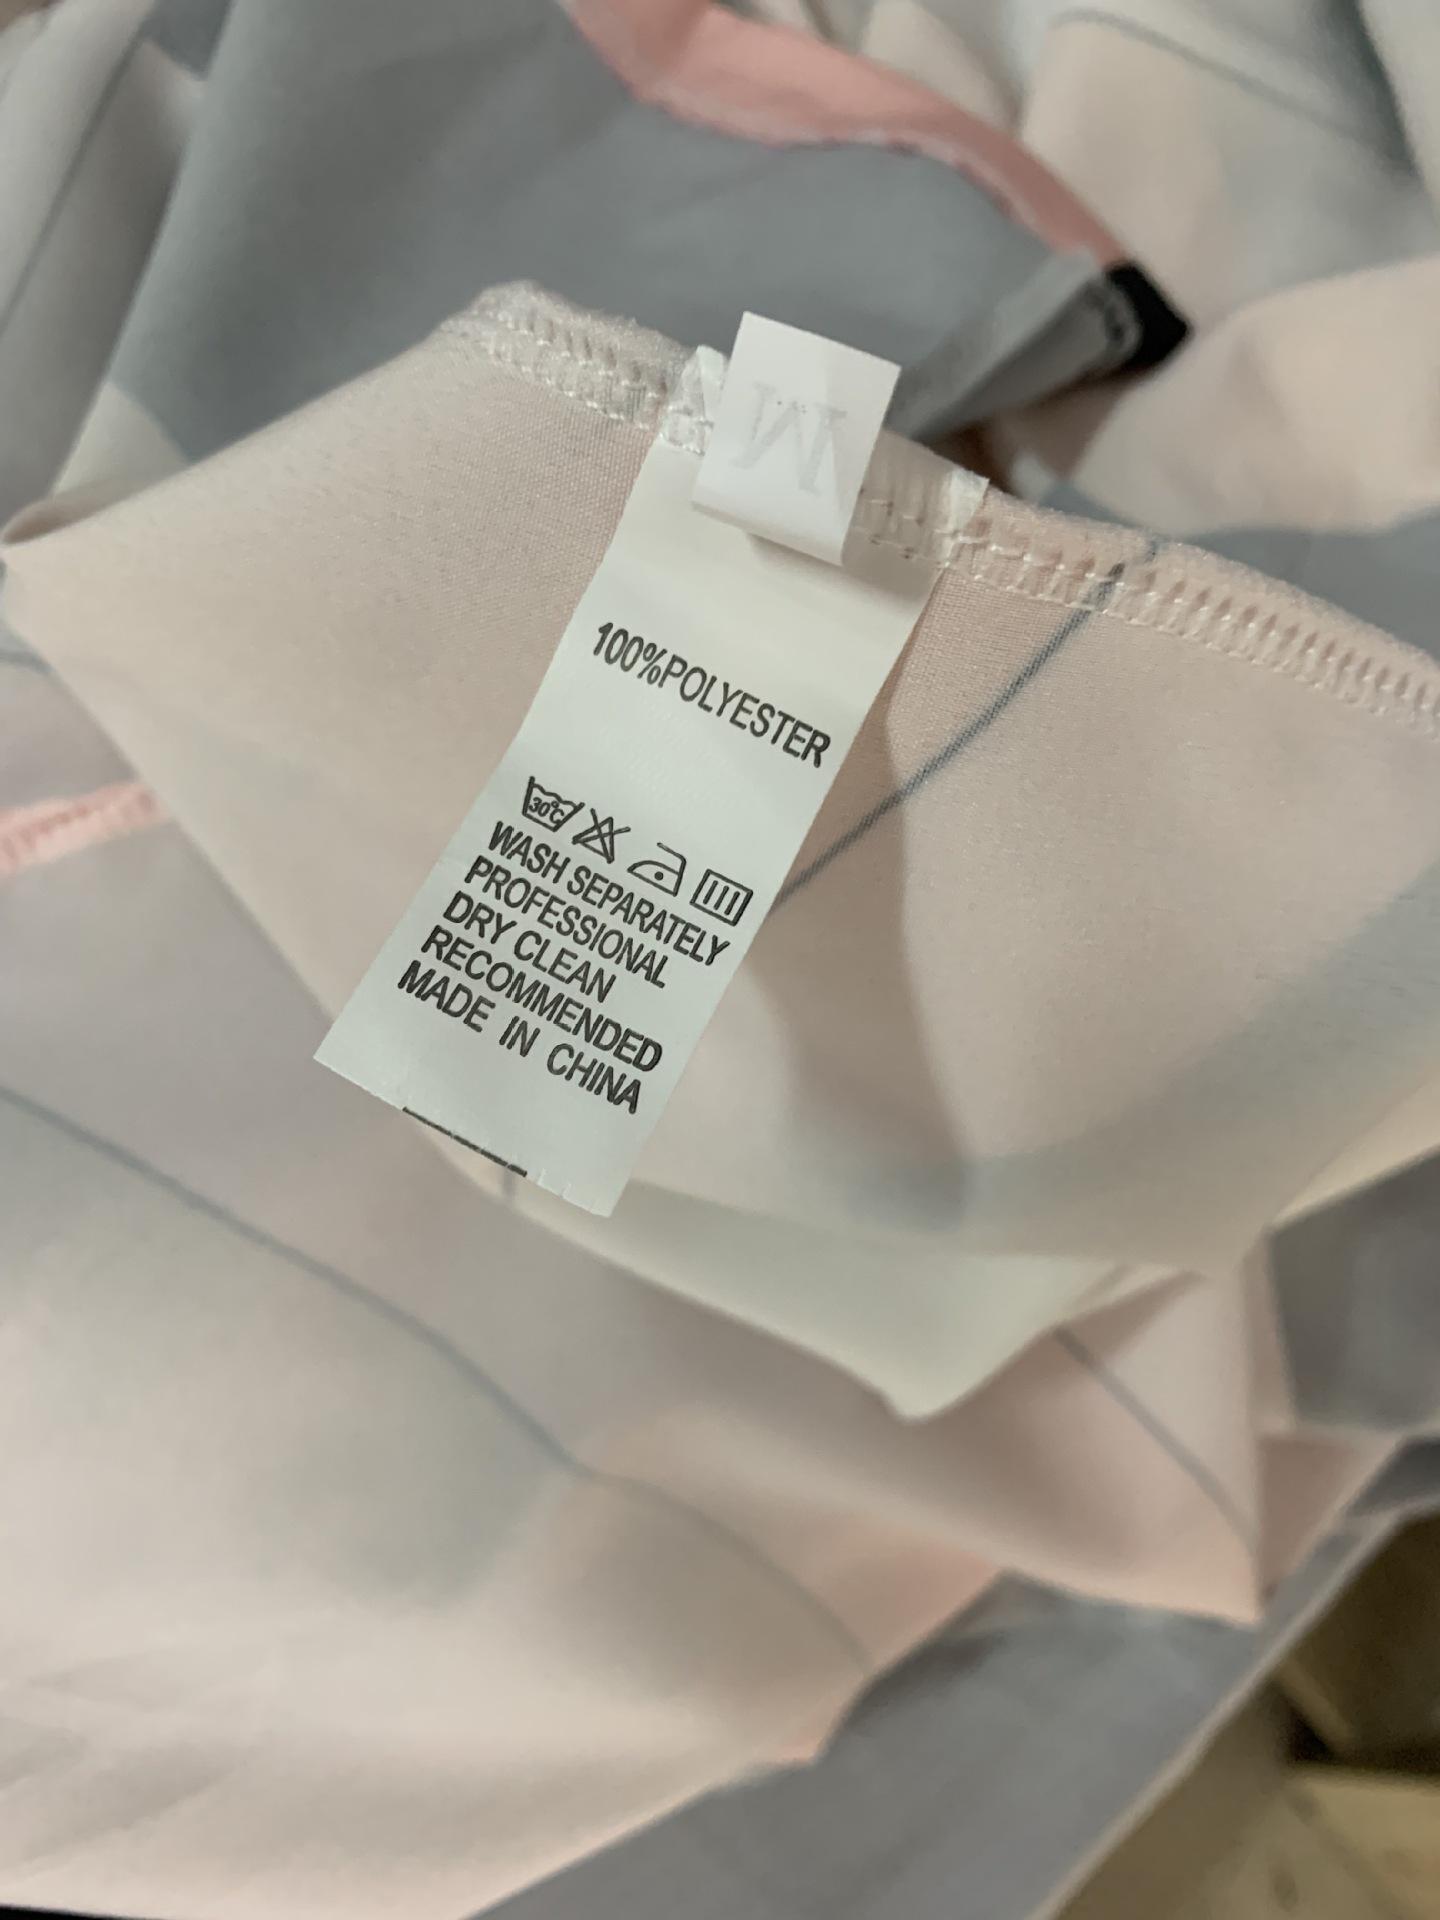 M
100%POLYESTER
30°C
WASH SEPARATELY
PROFESSIONAL
DRY CLEAN
RECOMMENDED
MADE IN CHINA